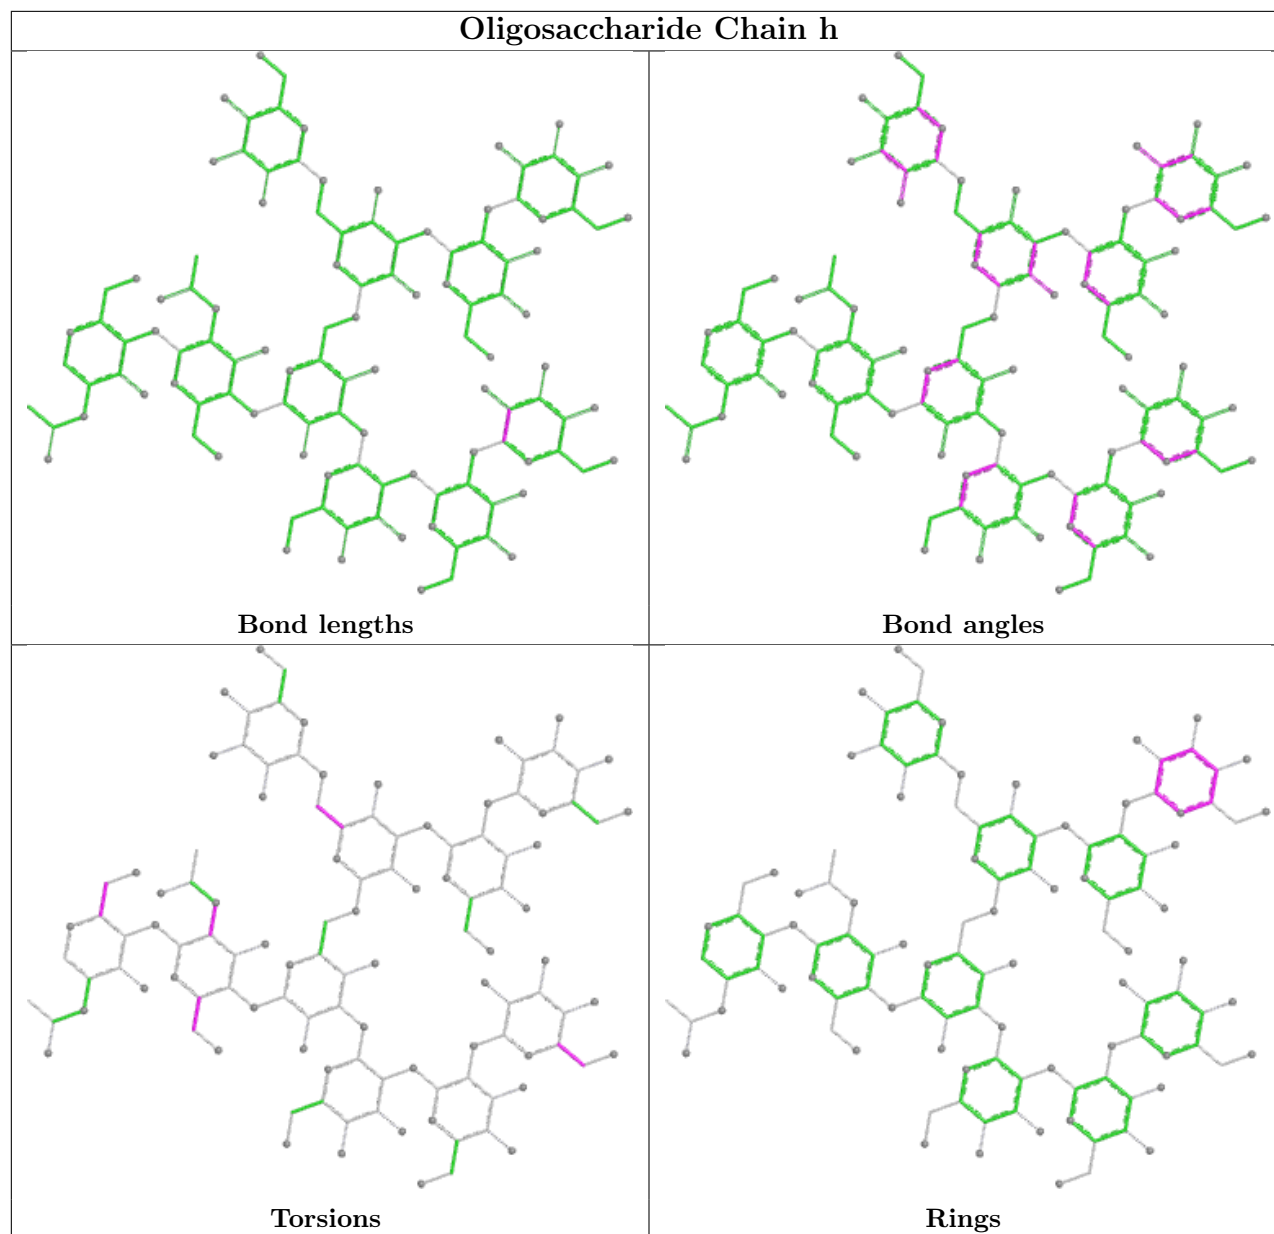 Oligosaccharide Chain h
Bond lengths
Bond angles
Torsions
Rings